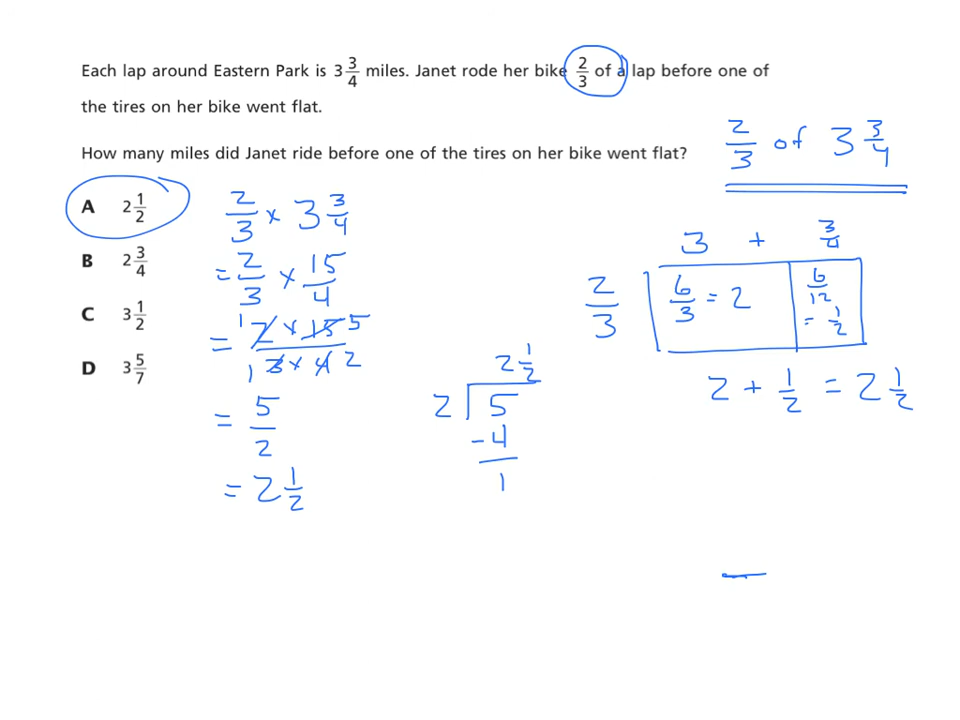 Each lap around Eastern Park is 3 3/4 miles. Janet rode her bike 2/3 of a lap before one of
the tires on her bike went flat.
2/3 of 3 3/4
How many miles did Janet ride before one of the tires on her bike went flat?
A 2 1/2
B 2 3/4
C 3 1/2
D 3 5/7
2/3 × 3 3/4
= 2/3 × 15/4
= 1 2 × 15 5 / 1 3 × 4 2
= 5/2
= 2 1/2
2 1/2
2 5
-4
1
3 + 3/4
2/3 6/3 = 2 6/12
= 1/2
2 + 1/2 = 2 1/2